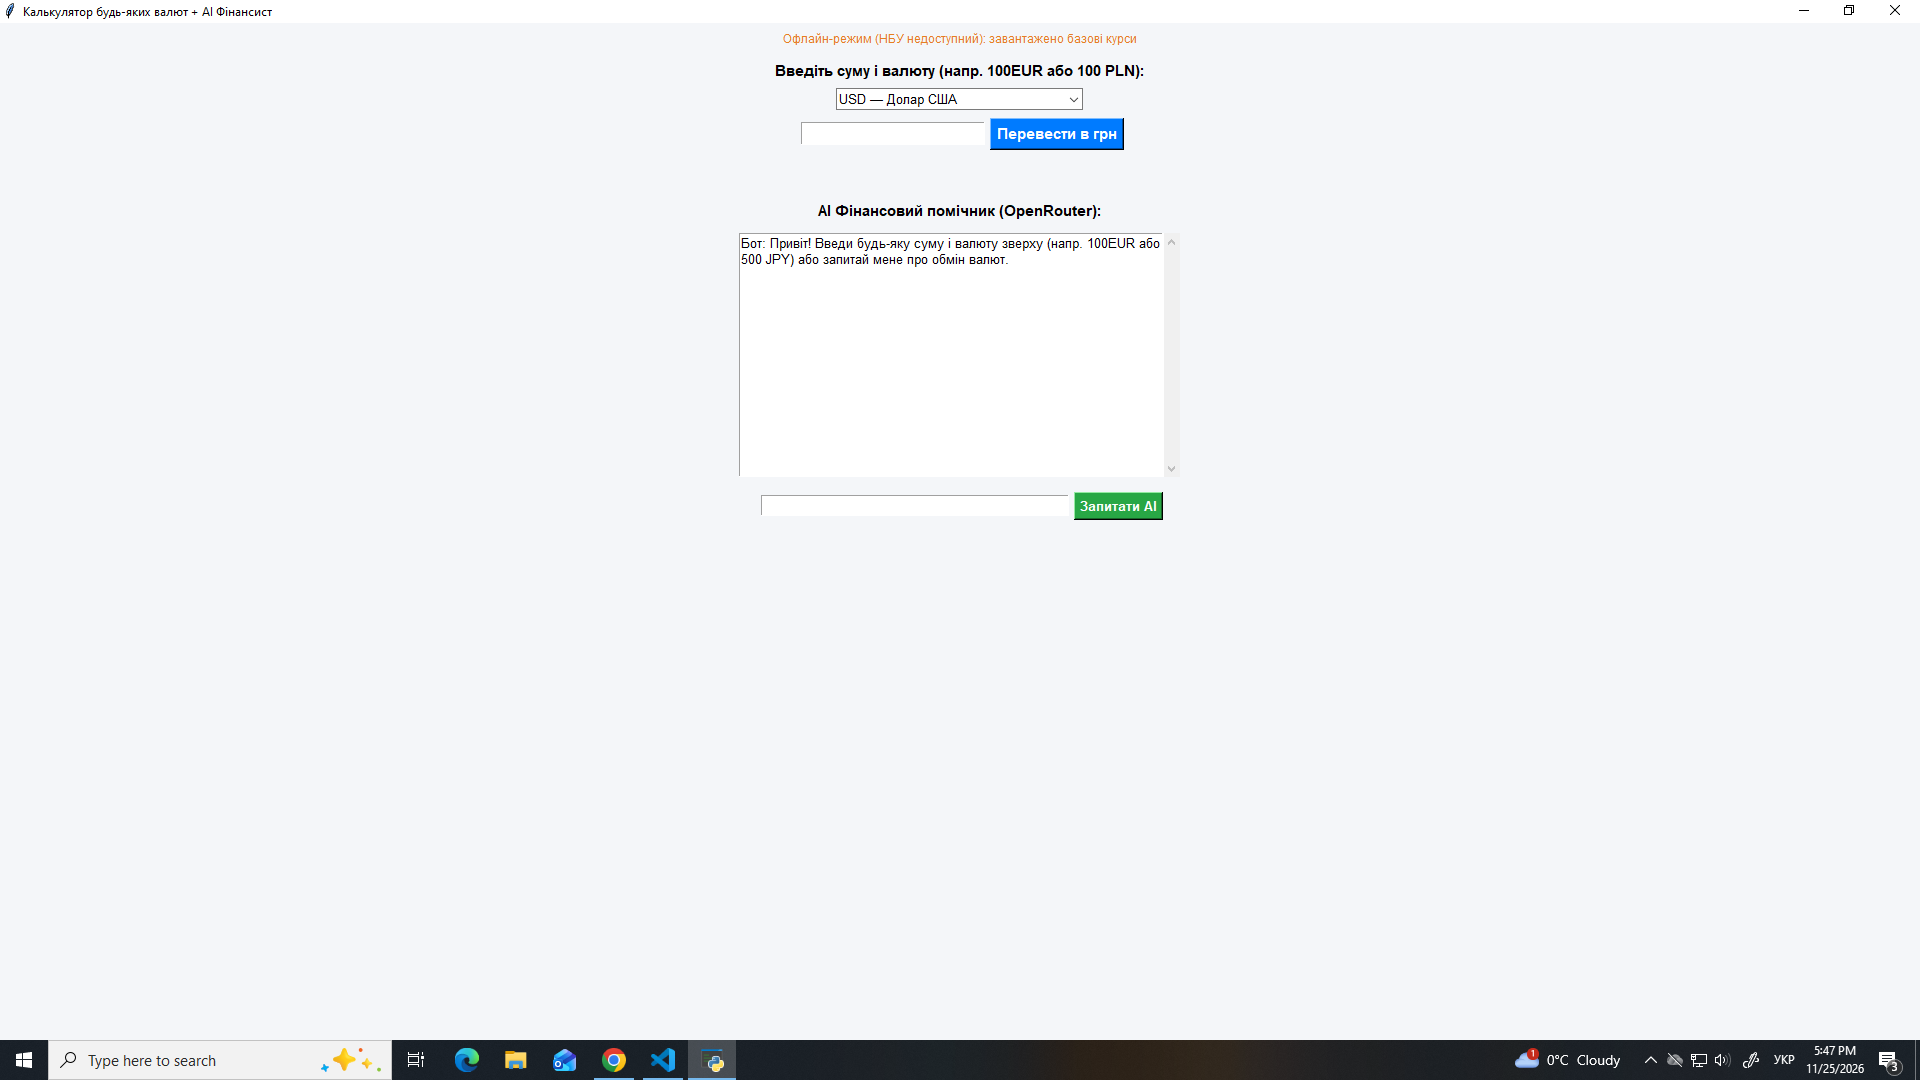 Калькулятор будь-яких валют + AI Фінансист
Офлайн-режим (НБУ недоступний): завантажено базові курси
Введіть суму і валюту (напр. 100EUR або 100 PLN):
USD — Долар США
Перевести в грн
AI Фінансовий помічник (OpenRouter):
Бот: Привіт! Введи будь-яку суму і валюту зверху (напр. 100EUR або
500 JPY) або запитай мене про обмін валют.
Запитати AI
Type here to search
1
0°C Cloudy
УКР
5:47 PM
11/25/2026
3